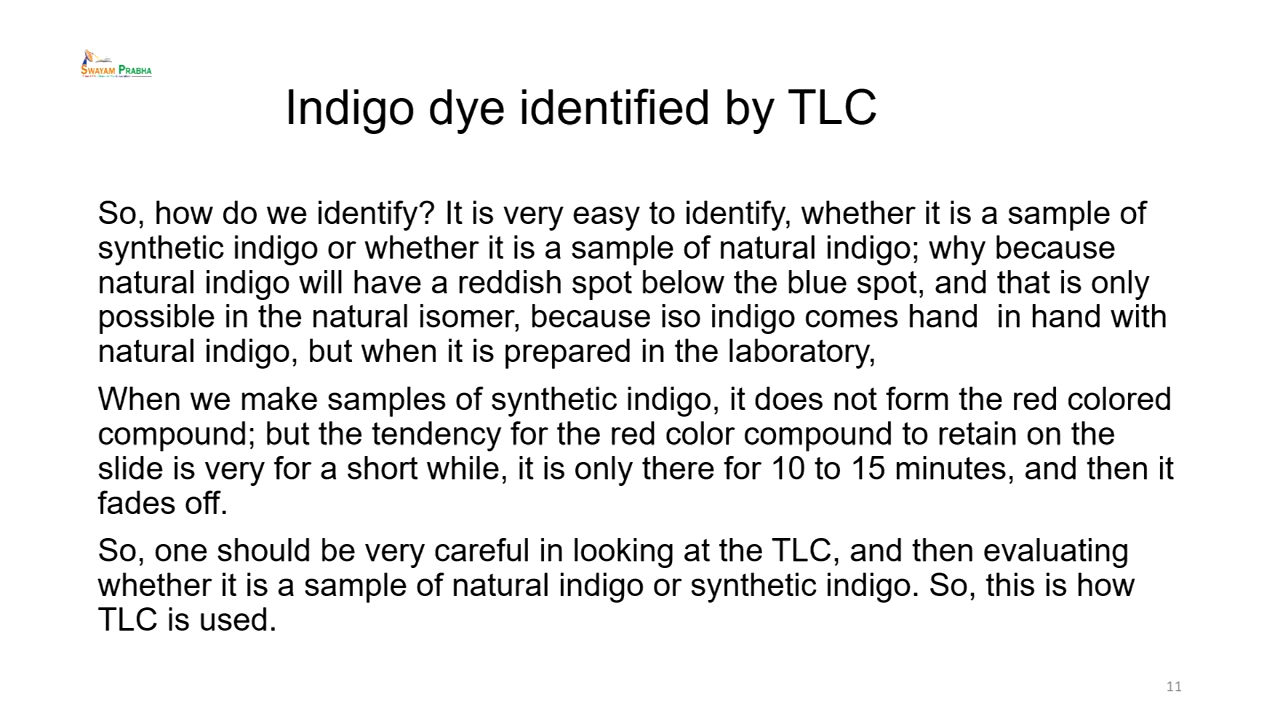 SWAYAM PRABHA
Indigo dye identified by TLC
So, how do we identify? It is very easy to identify, whether it is a sample of
synthetic indigo or whether it is a sample of natural indigo; why because
natural indigo will have a reddish spot below the blue spot, and that is only
possible in the natural isomer, because iso indigo comes hand  in hand with
natural indigo, but when it is prepared in the laboratory,
When we make samples of synthetic indigo, it does not form the red colored
compound; but the tendency for the red color compound to retain on the
slide is very for a short while, it is only there for 10 to 15 minutes, and then it
fades off.
So, one should be very careful in looking at the TLC, and then evaluating
whether it is a sample of natural indigo or synthetic indigo. So, this is how
TLC is used.
11